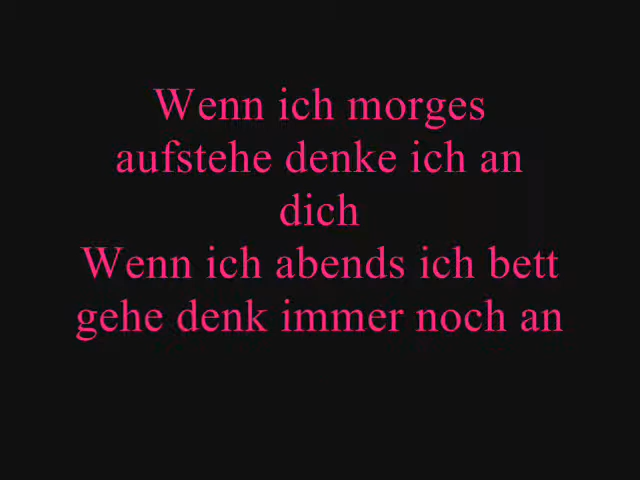 Wenn ich morges
aufstehe denke ich an
dich
Wenn ich abends ich bett
gehe denk immer noch an